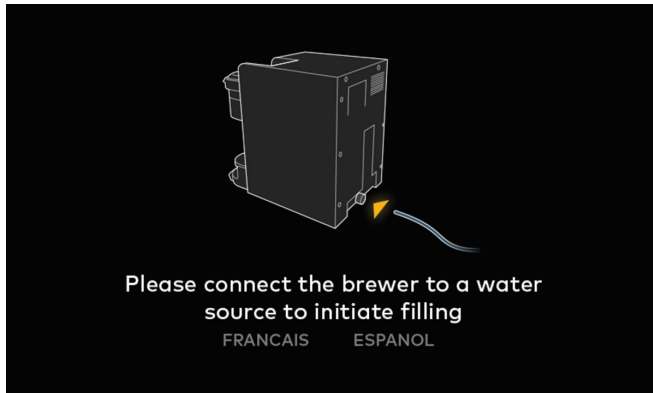 Please connect the brewer to a water
source to initiate filling
FRANCAIS ESPANOL